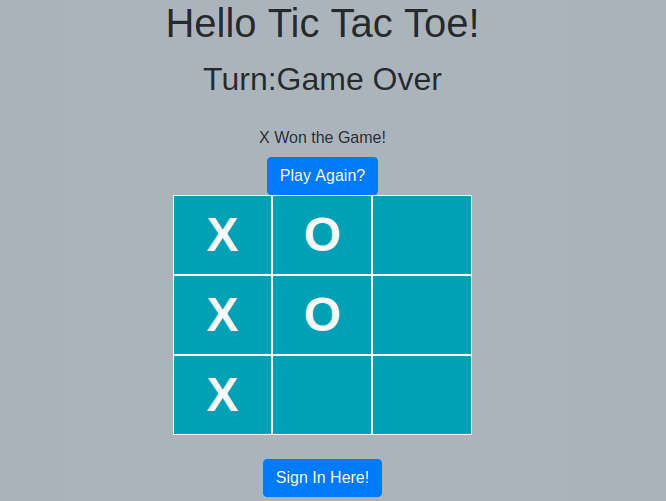 Hello Tic Tac Toe!
Turn:Game Over
X Won the Game!
Play Again?
X O
X O
X
Sign In Here!